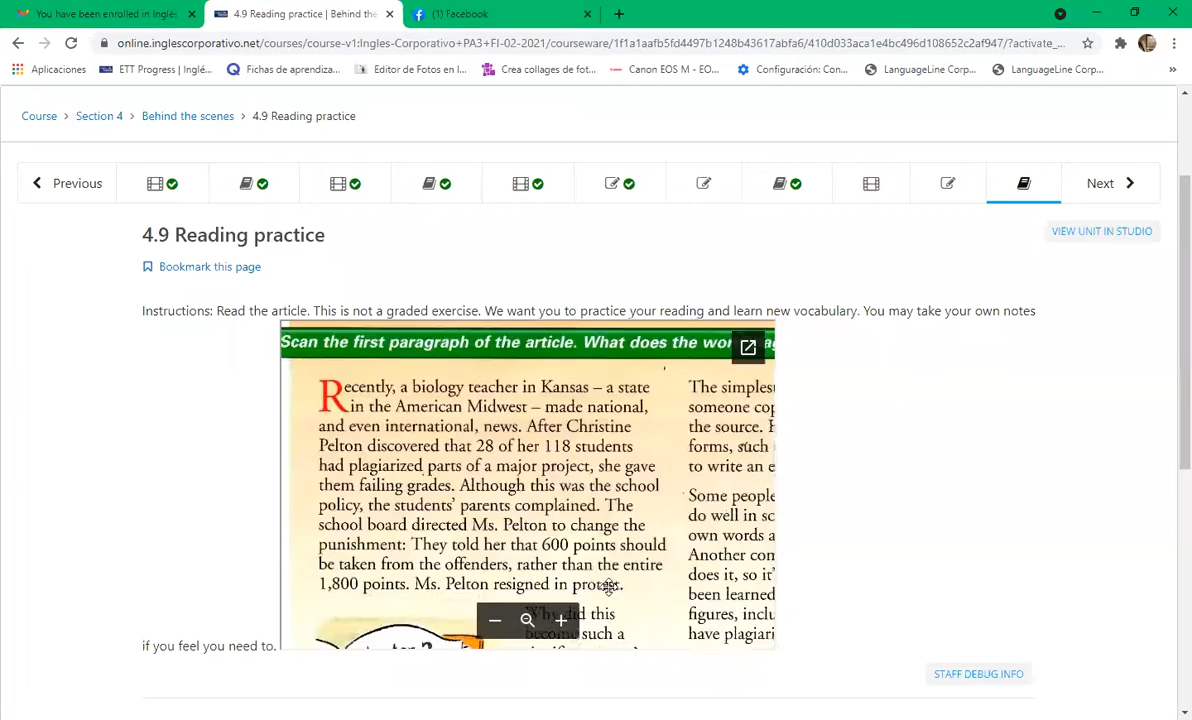 You have been enrolled in Inglés
4.9 Reading practice | Behind the
(1) Facebook
online.inglescorporativo.net/courses/course-v1:Ingles-Corporativo+PA3+FI-02-2021/courseware/1f1a1aafb5fd4497b1248b43617abfa6/410d033aca1e4bc496d108652c2af947/?activate_...
Aplicaciones
ETT Progress | Inglé...
Fichas de aprendiza...
Editor de Fotos en l...
Crea collages de fot...
Canon EOS M - EO...
Configuración: Con...
LanguageLine Corp...
LanguageLine Corp...
Course > Section 4 > Behind the scenes > 4.9 Reading practice
Previous
Next
4.9 Reading practice
VIEW UNIT IN STUDIO
Bookmark this page
Instructions: Read the article. This is not a graded exercise. We want you to practice your reading and learn new vocabulary. You may take your own notes
Scan the first paragraph of the article. What does the wor
Recently, a biology teacher in Kansas – a state
in the American Midwest – made national,
and even international, news. After Christine
Pelton discovered that 28 of her 118 students
had plagiarized parts of a major project, she gave
them failing grades. Although this was the school
policy, the students' parents complained. The
school board directed Ms. Pelton to change the
punishment: They told her that 600 points should
be taken from the offenders, rather than the entire
1,800 points. Ms. Pelton resigned in protest.
Why did this
become such a
The simples
someone cop
the source. H
forms, such
to write an e
Some people
do well in sc
own words a
Another com
does it, so it'
been learned
figures, inclu
have plagiari
if you feel you need to.
STAFF DEBUG INFO